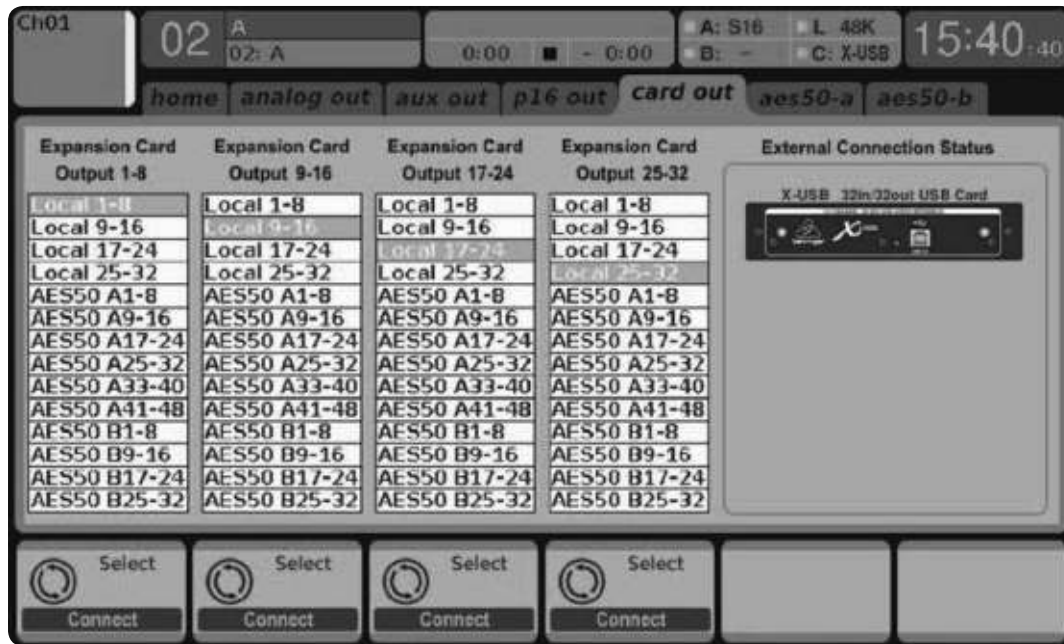 Ch01
02
A
02: A
0:00 - 0:00
A: S16
B: -
L 48K
C: X-USB
15:40:40
home analog out aux out p16 out card out aes50-a aes50-b
Expansion Card Output 1-8
Local 1-8
Local 9-16
Local 17-24
Local 25-32
AES50 A1-8
AES50 A9-16
AES50 A17-24
AES50 A25-32
AES50 A33-40
AES50 A41-48
AES50 B1-8
AES50 B9-16
AES50 B17-24
AES50 B25-32
Expansion Card Output 9-16
Local 1-8
Local 9-16
Local 17-24
Local 25-32
AES50 A1-8
AES50 A9-16
AES50 A17-24
AES50 A25-32
AES50 A33-40
AES50 A41-48
AES50 B1-8
AES50 B9-16
AES50 B17-24
AES50 B25-32
Expansion Card Output 17-24
Local 1-8
Local 9-16
Local 17-24
Local 25-32
AES50 A1-8
AES50 A9-16
AES50 A17-24
AES50 A25-32
AES50 A33-40
AES50 A41-48
AES50 B1-8
AES50 B9-16
AES50 B17-24
AES50 B25-32
Expansion Card Output 25-32
Local 1-8
Local 9-16
Local 17-24
Local 25-32
AES50 A1-8
AES50 A9-16
AES50 A17-24
AES50 A25-32
AES50 A33-40
AES50 A41-48
AES50 B1-8
AES50 B9-16
AES50 B17-24
AES50 B25-32
External Connection Status
X-USB 32in/32out USB Card
Select
Connect
Select
Connect
Select
Connect
Select
Connect